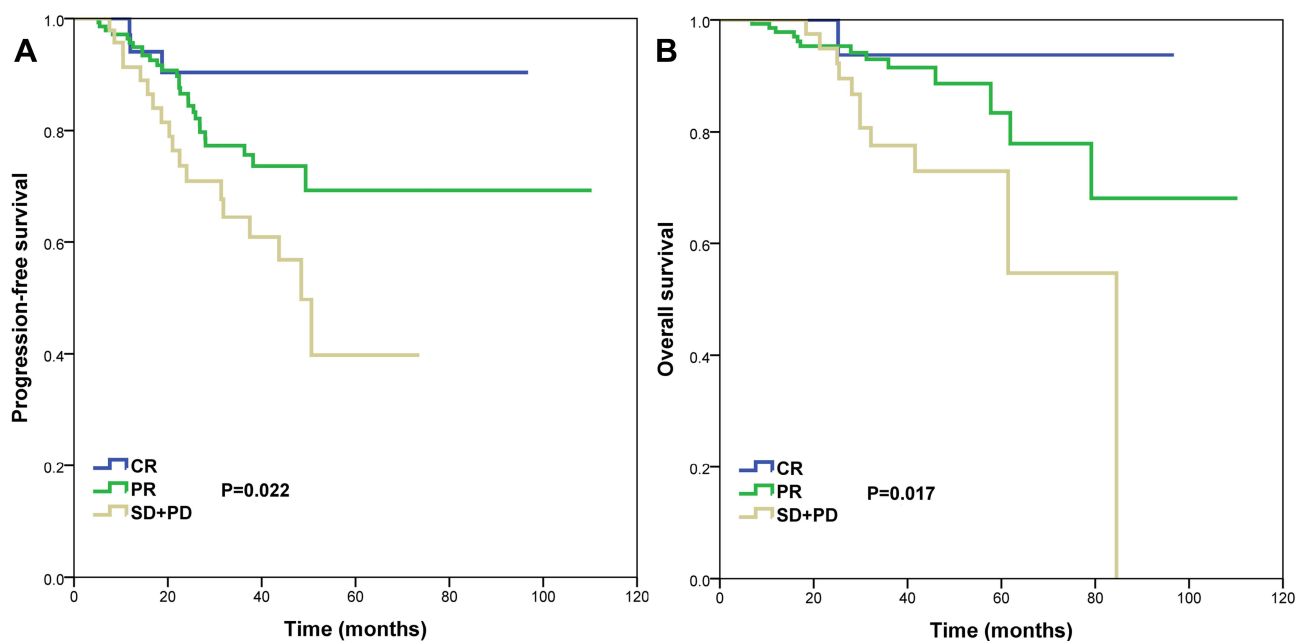 A
Progression-free survival
1.0
0.8
0.6
0.4
0.2
0.0
CR
PR
SD+PD
P=0.022
0 20 40 60 80 100 120
Time (months)
B
Overall survival
1.0
0.8
0.6
0.4
0.2
0.0
CR
PR
SD+PD
P=0.017
0 20 40 60 80 100 120
Time (months)